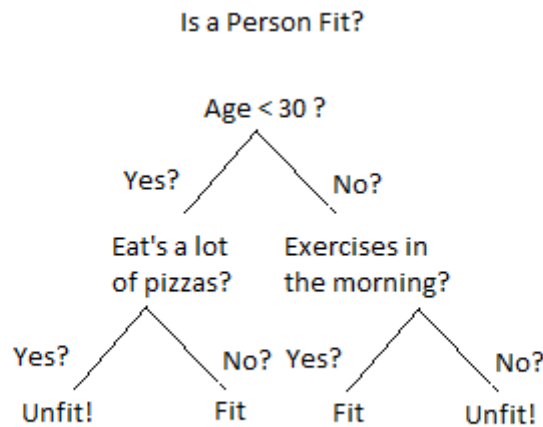 Is a Person Fit?
Age < 30 ?
Yes?
No?
Eat's a lot
of pizzas?
Exercises in
the morning?
Yes?
No?
Yes?
No?
Unfit!
Fit
Fit
Unfit!